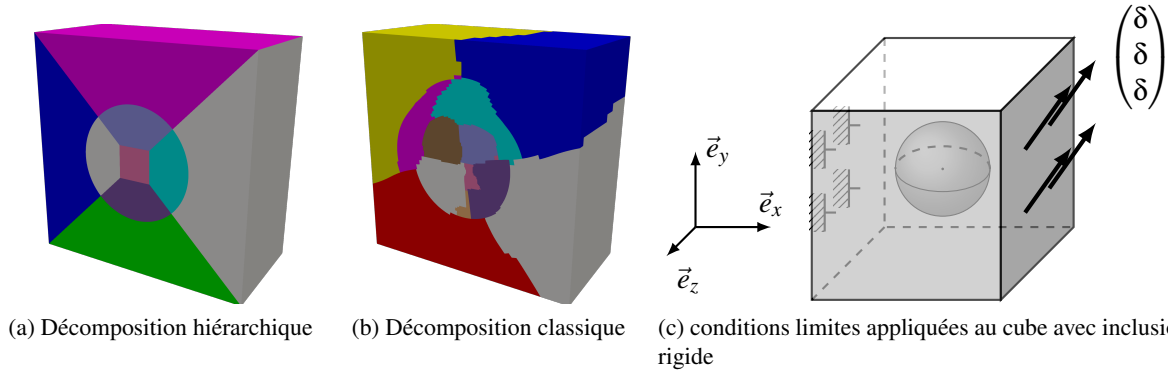 δ
δ
δ
e_y
e_x
e_z
(a) Décomposition hiérarchique
(b) Décomposition classique
(c) conditions limites appliquées au cube avec inclusi
rigide